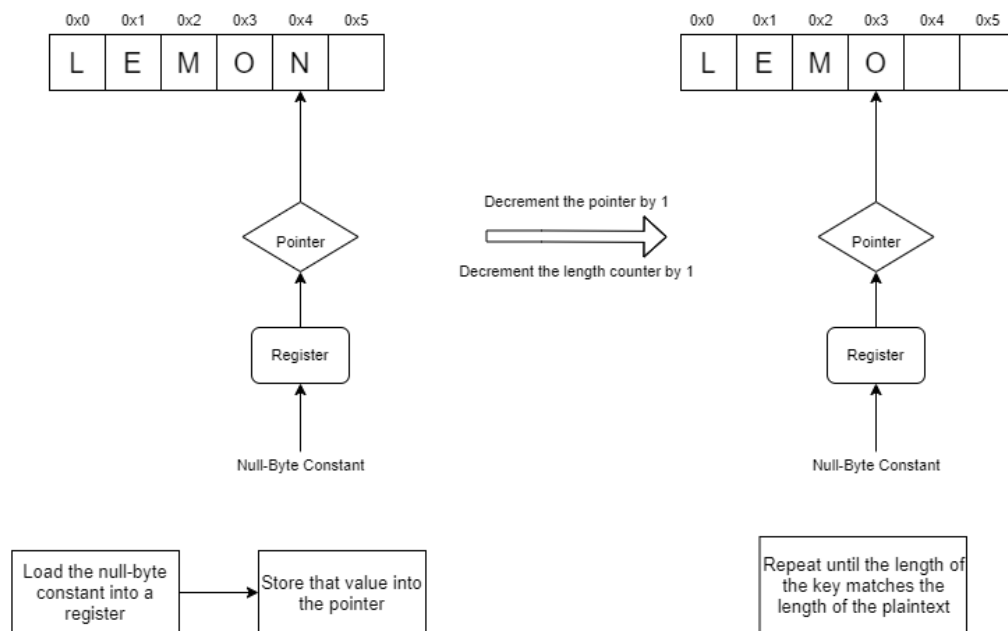 0x0 0x1 0x2 0x3 0x4 0x5
L E M O N
Pointer
Register
Null-Byte Constant
Decrement the pointer by 1
Decrement the length counter by 1
0x0 0x1 0x2 0x3 0x4 0x5
L E M O
Pointer
Register
Null-Byte Constant
Load the null-byte
constant into a
register
Store that value into
the pointer
Repeat until the length of
the key matches the
length of the plaintext